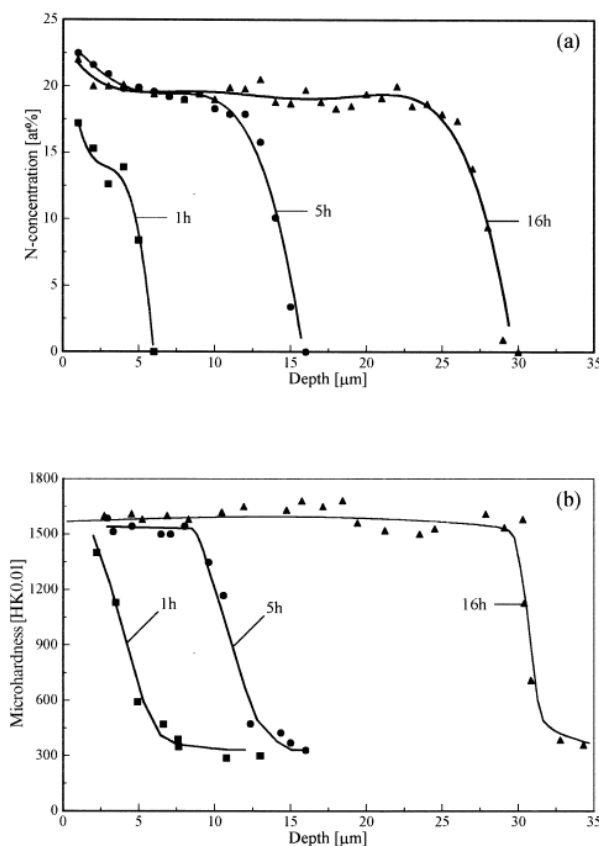 (a)
N-concentration [at%]
25
20
15
10
5
0
1h
5h
16h
0 5 10 15 20 25 30 35
Depth [μm]
(b)
Microhardness [HK0.01]
1800
1500
1200
900
600
300
0
1h
5h
16h
0 5 10 15 20 25 30 35
Depth [μm]